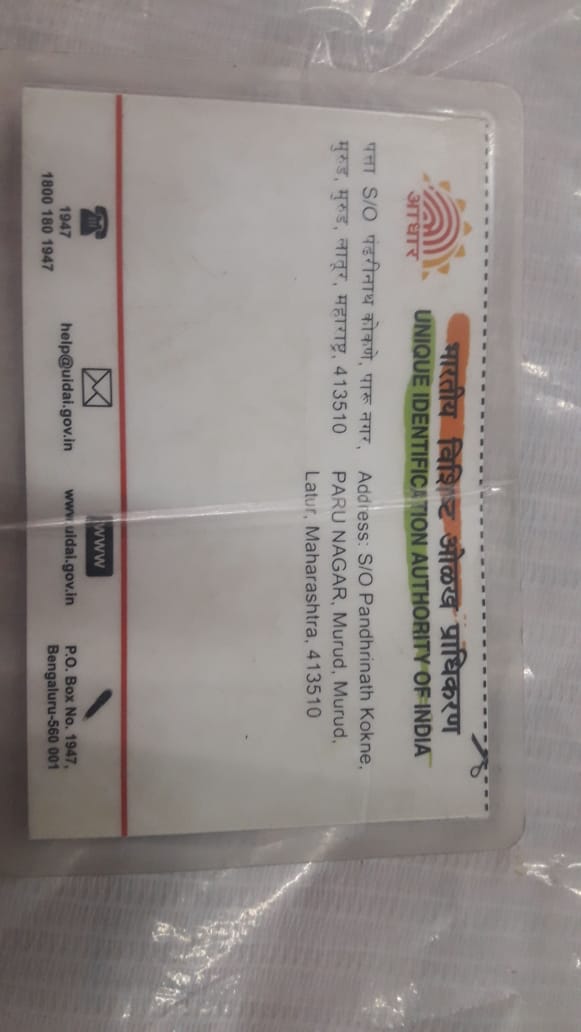 भारतीय विशिष्ट ओळख प्राधिकरण
UNIQUE IDENTIFICATION AUTHORITY OF INDIA
आधार
पत्ता S/O पंढरीनाथ कोकणे, पारू नगर,
मुरुड, मुरुड, लातूर, महाराष्ट्र, 413510
Address: S/O Pandhrinath Kokne,
PARU NAGAR, Murud, Murud,
Latur, Maharashtra, 413510
1947
1800 180 1947
help@uidai.gov.in
WWW
www.uidai.gov.in
P.O. Box No. 1947,
Bengaluru-560 001